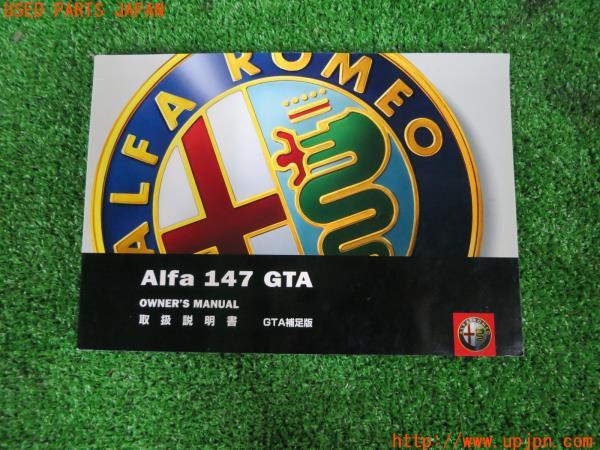 USED PARTS JAPAN
ALFA ROMEO
Alfa 147 GTA
OWNER'S MANUAL
取扱説明書 GTA補足版
http://www.upjpn.com